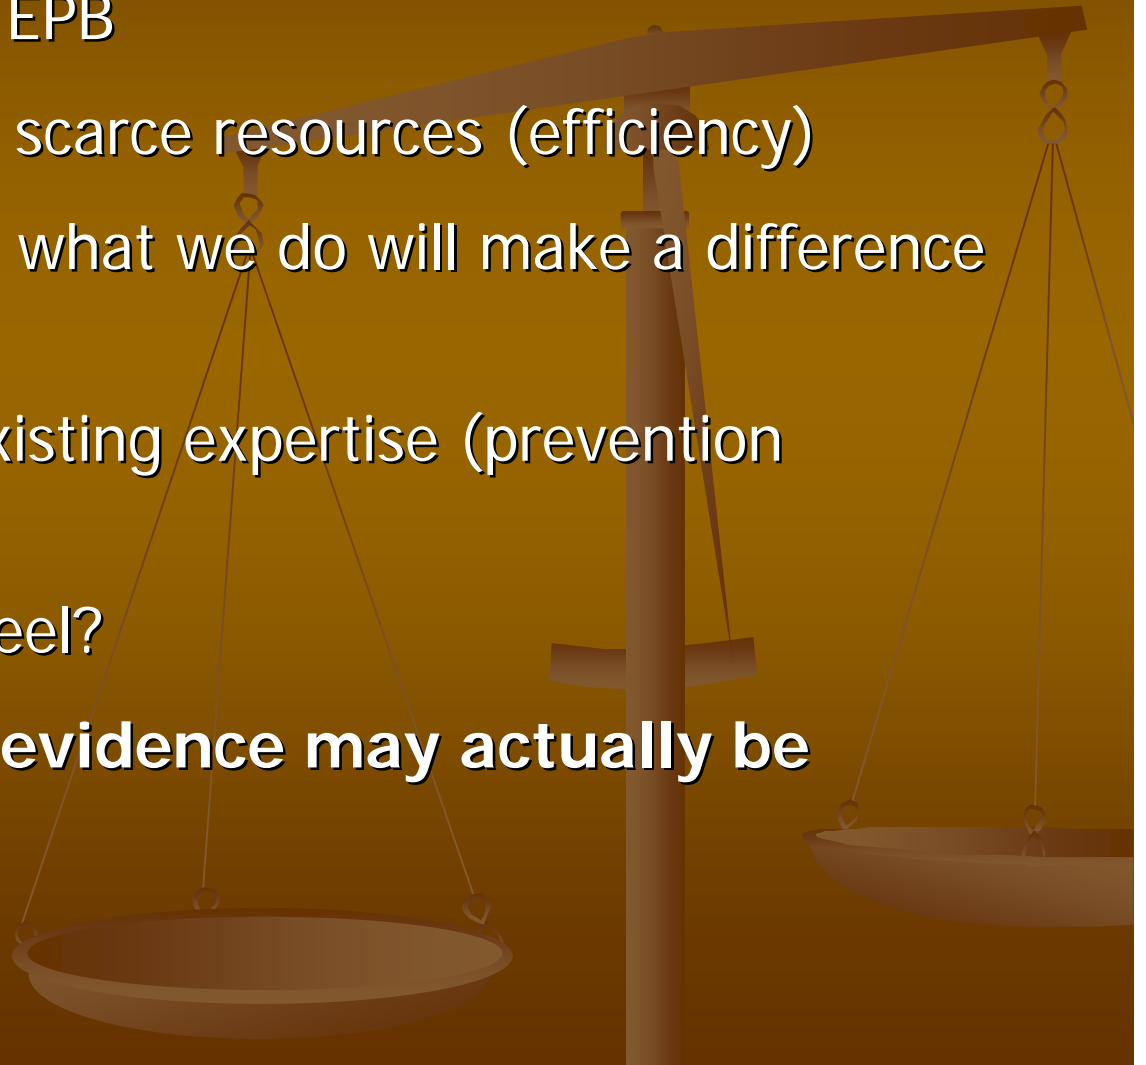 EPB
scarce resources (efficiency)
what we do will make a difference
xisting expertise (prevention
eel?
evidence may actually be